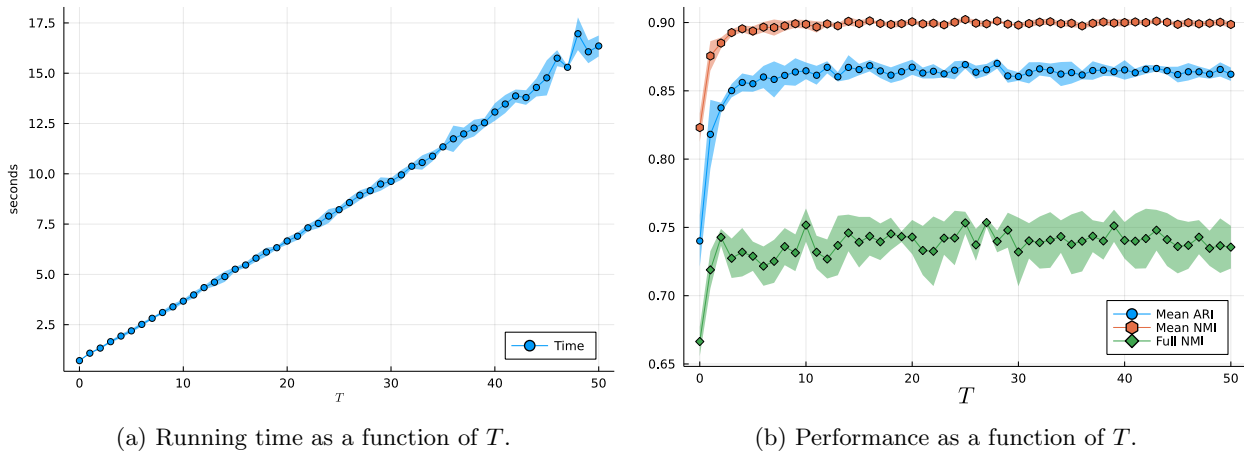 17.5
15.0
12.5
10.0
7.5
5.0
2.5
seconds
0 10 20 30 40 50
T
Time
(a) Running time as a function of T.
0.90
0.85
0.80
0.75
0.70
0.65
0 10 20 30 40 50
T
Mean ARI
Mean NMI
Full NMI
(b) Performance as a function of T.